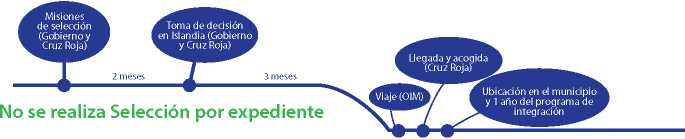 Misiones
de selección
(Gobierno y
Cruz Roja)
Toma de decisión
en Islandia (Gobierno
y Cruz Roja)
2 meses
3 meses
No se realiza Selección por expediente
Llegada y acogida
(Cruz Roja)
Viaje (OIM)
Ubicación en el municipio
y 1 año del programa de
integración